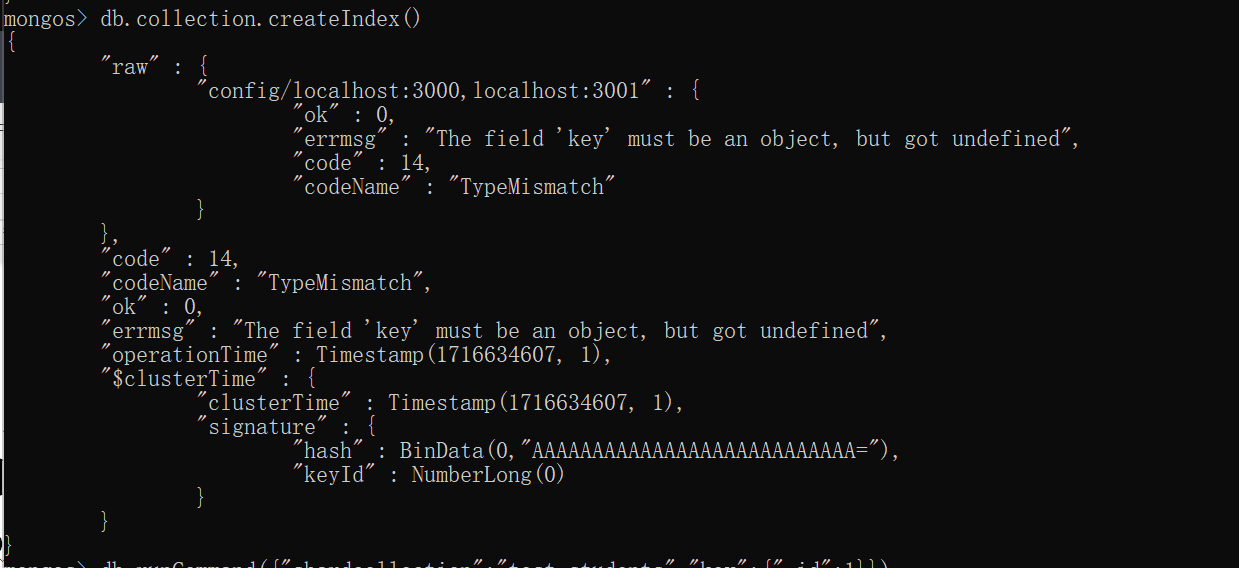 mongos> db.collection.createIndex()
{
        "raw" : {
                "config/localhost:3000,localhost:3001" : {
                        "ok" : 0,
                        "errmsg" : "The field 'key' must be an object, but got undefined",
                        "code" : 14,
                        "codeName" : "TypeMismatch"
                }
        },
        "code" : 14,
        "codeName" : "TypeMismatch",
        "ok" : 0,
        "errmsg" : "The field 'key' must be an object, but got undefined",
        "operationTime" : Timestamp(1716634607, 1),
        "$clusterTime" : {
                "clusterTime" : Timestamp(1716634607, 1),
                "signature" : {
                        "hash" : BinData(0,"AAAAAAAAAAAAAAAAAAAAAAAAAAA="),
                        "keyId" : NumberLong(0)
                }
        }
}
mongos> db.runCommand({"shardcollection":"test.students","key":{"_id":1}})